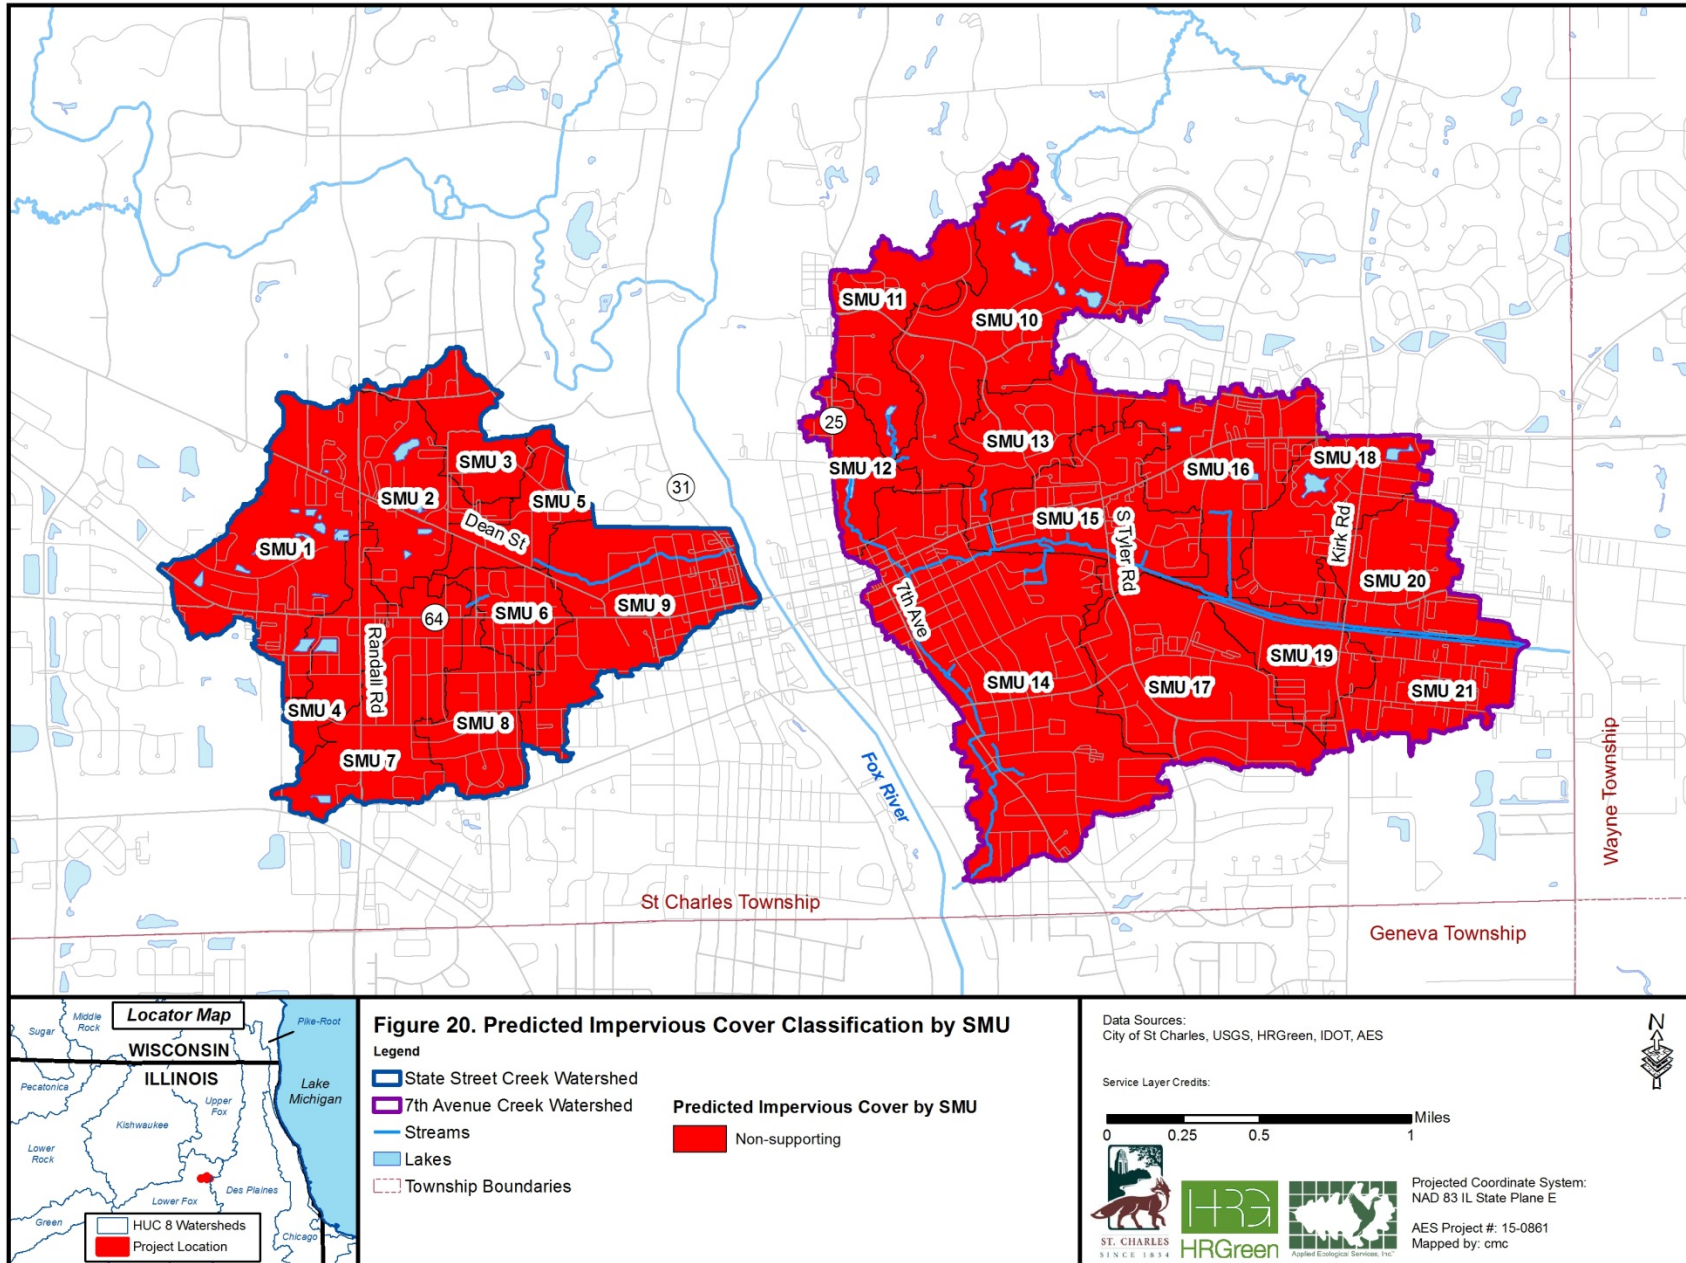 SMU 11
SMU 10
25
SMU 13
SMU 12
SMU 16
SMU 18
SMU 3
SMU 2
SMU 5
31
Dean St
SMU 15
S Tyler Rd
Kirk Rd
SMU 1
SMU 20
64
SMU 6
SMU 9
7th Ave
Randall Rd
SMU 19
SMU 14
SMU 17
SMU 21
SMU 4
SMU 8
SMU 7
Fox River
Wayne Township
St Charles Township
Geneva Township
Locator Map
Sugar
Middle
Rock
Pike-Root
WISCONSIN
ILLINOIS
Pecatonica
Lake
Michigan
Upper
Fox
Kishwaukee
Lower
Rock
Des Plaines
Lower Fox
Green
Chicago
HUC 8 Watersheds
Project Location
Figure 20. Predicted Impervious Cover Classification by SMU
Legend
State Street Creek Watershed
7th Avenue Creek Watershed
Streams
Lakes
Township Boundaries
Predicted Impervious Cover by SMU
Non-supporting
Data Sources:
City of St Charles, USGS, HRGreen, IDOT, AES
N
Service Layer Credits:
Miles
0 0.25 0.5 1
ST. CHARLES
SINCE 1834
HRG
HRGreen
Applied Ecological Services, Inc.
Projected Coordinate System:
NAD 83 IL State Plane E
AES Project #: 15-0861
Mapped by: cmc